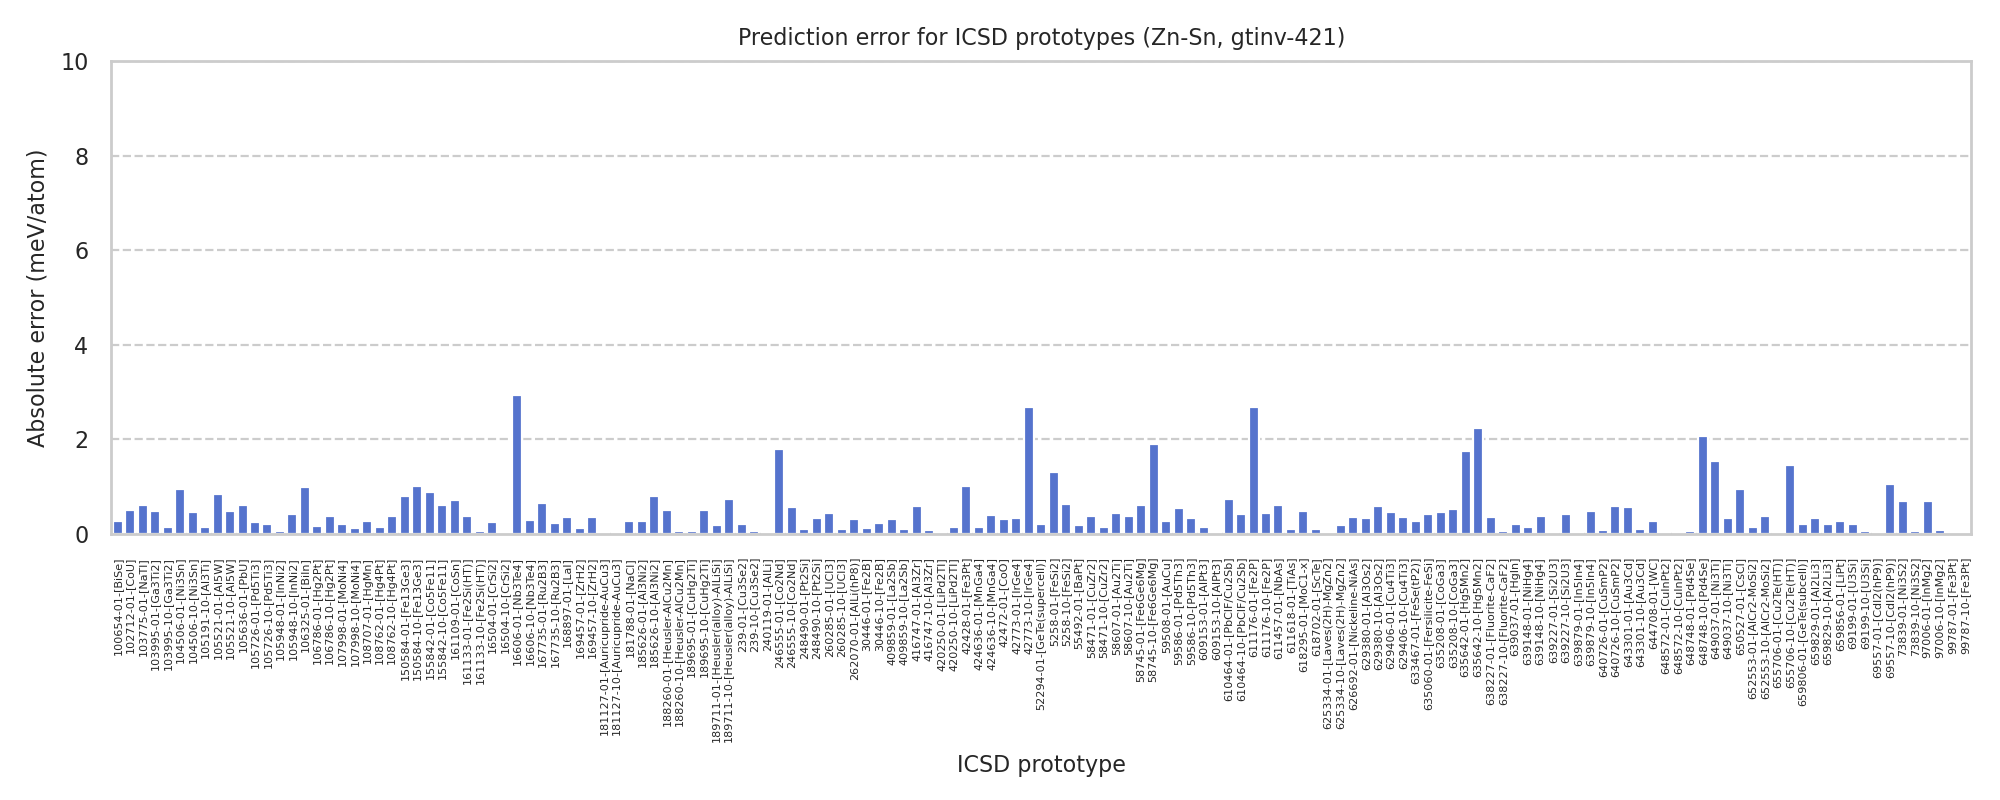 Prediction error for ICSD prototypes (Zn-Sn, gtinv-421)
Absolute error (meV/atom)
10
8
6
4
2
0
100654-01-[BiSe]
102712-01-[CoU]
103775-01-[NaTl]
103995-01-[Ga3Ti2]
103995-10-[Ga3Ti2]
104506-01-[Ni3Sn]
104506-10-[Ni3Sn]
105191-10-[Al3Ti]
105521-01-[Al5W]
105521-10-[Al5W]
105636-01-[PbU]
105726-01-[Pd5Ti3]
105726-10-[Pd5Ti3]
105948-01-[InNi2]
105948-10-[InNi2]
106325-01-[BiIn]
106786-01-[Hg2Pt]
106786-10-[Hg2Pt]
107998-01-[MoNi4]
107998-10-[MoNi4]
108707-01-[HgMn]
108762-01-[Hg4Pt]
108762-10-[Hg4Pt]
150584-01-[Fe13Ge3]
150584-10-[Fe13Ge3]
155842-01-[Co5Fe11]
155842-10-[Co5Fe11]
161109-01-[CoSn]
161133-01-[Fe2Si(HT)]
161133-10-[Fe2Si(HT)]
16504-01-[CrSi2]
16504-10-[CrSi2]
16606-01-[Nb3Te4]
16606-10-[Nb3Te4]
167735-01-[Ru2B3]
167735-10-[Ru2B3]
168897-01-[LaI]
169457-01-[ZrH2]
169457-10-[ZrH2]
181127-01-[Auricupride-AuCu3]
181127-10-[Auricupride-AuCu3]
181788-01-[NaCl]
185626-01-[Al3Ni2]
185626-10-[Al3Ni2]
188260-01-[Heusler-AlCu2Mn]
188260-10-[Heusler-AlCu2Mn]
189695-01-[CuHg2Ti]
189695-10-[CuHg2Ti]
189711-01-[Heusler(alloy)-AlLiSi]
189711-10-[Heusler(alloy)-AlLiSi]
239-01-[Cu3Se2]
239-10-[Cu3Se2]
240119-01-[AlLi]
246555-01-[Co2Nd]
246555-10-[Co2Nd]
248490-01-[Pt2Si]
248490-10-[Pt2Si]
260285-01-[UCl3]
260285-10-[UCl3]
262070-01-[AlLi(hP8)]
30446-01-[Fe2B]
30446-10-[Fe2B]
409859-01-[La2Sb]
409859-10-[La2Sb]
416747-01-[Al3Zr]
416747-10-[Al3Zr]
420250-01-[LiPd2Tl]
420250-10-[LiPd2Tl]
42428-01-[FePt]
424636-01-[MnGa4]
424636-10-[MnGa4]
42472-01-[CoO]
42773-01-[IrGe4]
42773-10-[IrGe4]
52294-01-[GeTe(supercell)]
5258-01-[FeSi2]
5258-10-[FeSi2]
55492-01-[BaPt]
58471-01-[CuZr2]
58471-10-[CuZr2]
58607-01-[Au2Ti]
58607-10-[Au2Ti]
58745-01-[Fe6Ge6Mg]
58745-10-[Fe6Ge6Mg]
59508-01-[AuCu]
59586-01-[Pd5Th3]
59586-10-[Pd5Th3]
609153-01-[AlPt3]
609153-10-[AlPt3]
610464-01-[PbClF/Cu2Sb]
610464-10-[PbClF/Cu2Sb]
611176-01-[Fe2P]
611176-10-[Fe2P]
611457-01-[NbAs]
611618-01-[TiAs]
618295-01-[MoC1-x]
618702-01-[ScTe]
625334-01-[Laves(2H)-MgZn2]
625334-10-[Laves(2H)-MgZn2]
626692-01-[Nickeline-NiAs]
629380-01-[Al3Os2]
629380-10-[Al3Os2]
629406-01-[Cu4Ti3]
629406-10-[Cu4Ti3]
633467-01-[FeSe(tP2)]
635060-01-[Fersilicite-FeSi]
635208-01-[CoGa3]
635208-10-[CoGa3]
635642-01-[Hg5Mn2]
635642-10-[Hg5Mn2]
638227-01-[Fluorite-CaF2]
638227-10-[Fluorite-CaF2]
639037-01-[HgIn]
639148-01-[NiHg4]
639148-10-[NiHg4]
639227-01-[Si2U3]
639227-10-[Si2U3]
639879-01-[In5In4]
639879-10-[In5In4]
640726-01-[CuSmP2]
640726-10-[CuSmP2]
643301-01-[Au3Cd]
643301-10-[Au3Cd]
644708-01-[WC]
648572-01-[CuInPt2]
648572-10-[CuInPt2]
648748-01-[Pd4Se]
648748-10-[Pd4Se]
649037-01-[Ni3Ti]
649037-10-[Ni3Ti]
650527-01-[CsCl]
652553-01-[AlCr2-MoSi2]
652553-10-[AlCr2-MoSi2]
655706-01-[Cu2Te(HT)]
655706-10-[Cu2Te(HT)]
659806-01-[GeTe(subcell)]
659829-01-[Al2Li3]
659829-10-[Al2Li3]
659856-01-[LiPt]
69199-01-[U3Si]
69199-10-[U3Si]
69557-01-[CdI2(hP9)]
69557-10-[CdI2(hP9)]
73839-01-[Ni3S2]
73839-10-[Ni3S2]
97006-01-[InMg2]
97006-10-[InMg2]
99787-01-[Fe3Pt]
99787-10-[Fe3Pt]
ICSD prototype